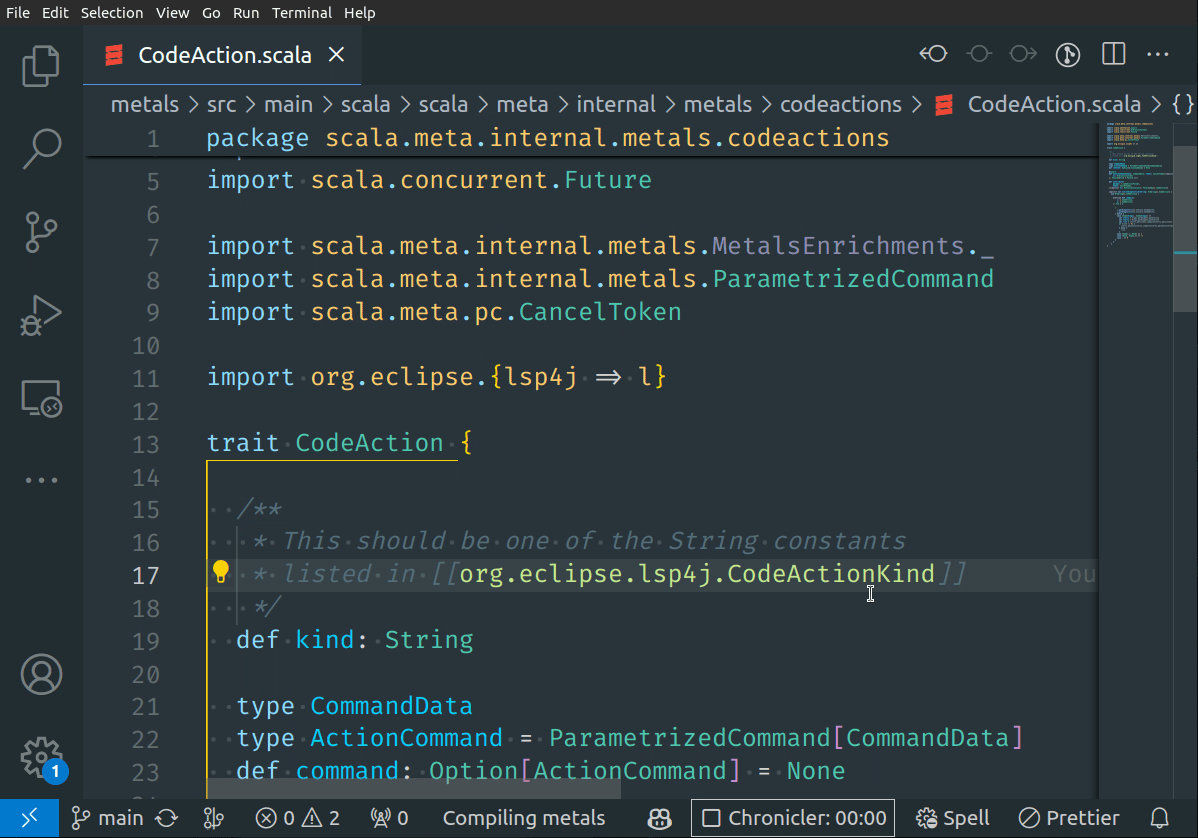 File Edit Selection View Go Run Terminal Help
CodeAction.scala
metals > src > main > scala > scala > meta > internal > metals > codeactions > CodeAction.scala > {}
1 package scala.meta.internal.metals.codeactions
5 import scala.concurrent.Future
6
7 import scala.meta.internal.metals.MetalsEnrichments._
8 import scala.meta.internal.metals.ParametrizedCommand
9 import scala.meta.pc.CancelToken
10
11 import org.eclipse.{lsp4j => l}
12
13 trait CodeAction {
14
15 /**
16 * This should be one of the String constants
17 * listed in [[org.eclipse.lsp4j.CodeActionKind]] You
18 */
19 def kind: String
20
21 type CommandData
22 type ActionCommand = ParametrizedCommand[CommandData]
23 def command: Option[ActionCommand] = None
1
main 0 2 0 Compiling metals Chronicler: 00:00 Spell Prettier